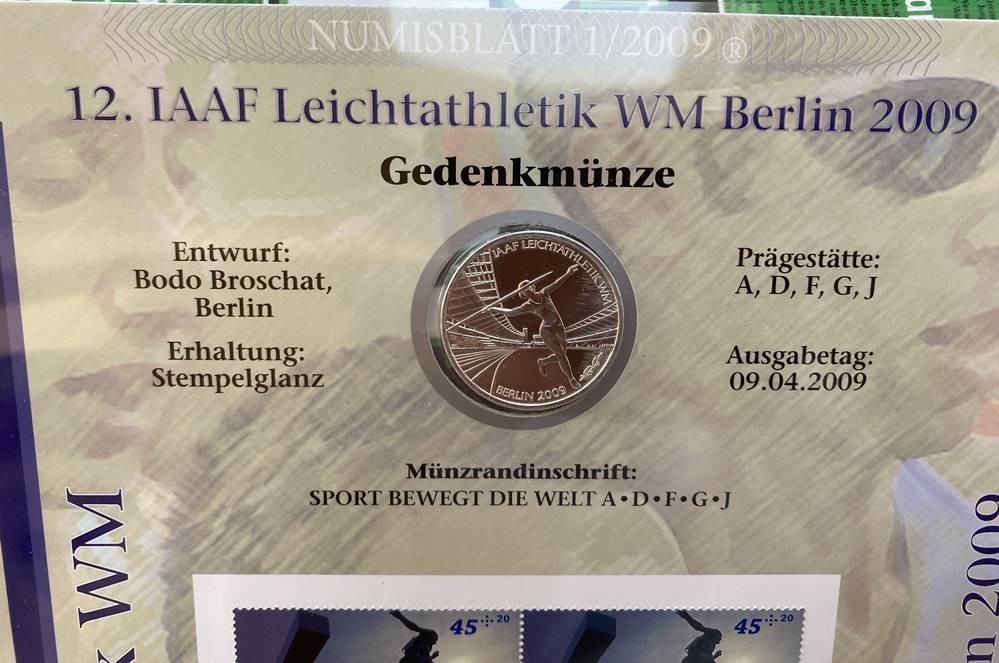 NUMISBLATT 1/2009 ®
12. IAAF Leichtathletik WM Berlin 2009
Gedenkmünze
Entwurf:
Bodo Broschat,
Berlin
Erhaltung:
Stempelglanz
IAAF LEICHTATHLETIK WM
BERLIN 2009
Prägestätte:
A, D, F, G, J
Ausgabetag:
09.04.2009
Münzrandinschrift:
SPORT BEWEGT DIE WELT A•D•F•G•J
WM
2009
45+20
45+20